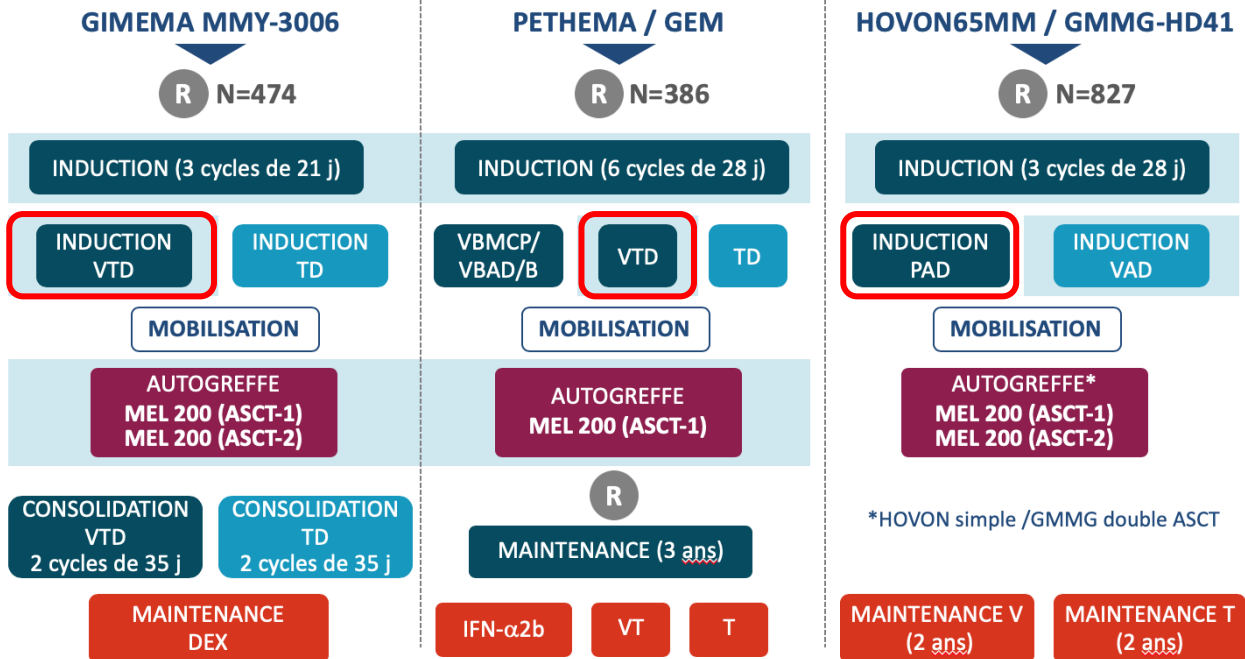 GIMEMA MMY-3006
R N=474
INDUCTION (3 cycles de 21 j)
INDUCTION
VTD
INDUCTION
TD
MOBILISATION
AUTOGREFFE
MEL 200 (ASCT-1)
MEL 200 (ASCT-2)
CONSOLIDATION
VTD
2 cycles de 35 j
CONSOLIDATION
TD
2 cycles de 35 j
MAINTENANCE
DEX
PETHEMA / GEM
R N=386
INDUCTION (6 cycles de 28 j)
VBMCP/
VBAD/B
VTD
TD
MOBILISATION
AUTOGREFFE
MEL 200 (ASCT-1)
R
MAINTENANCE (3 ans)
IFN-α2b
VT
T
HOVON65MM / GMMG-HD41
R N=827
INDUCTION (3 cycles de 28 j)
INDUCTION
PAD
INDUCTION
VAD
MOBILISATION
AUTOGREFFE*
MEL 200 (ASCT-1)
MEL 200 (ASCT-2)
*HOVON simple /GMMG double ASCT
MAINTENANCE V
(2 ans)
MAINTENANCE T
(2 ans)